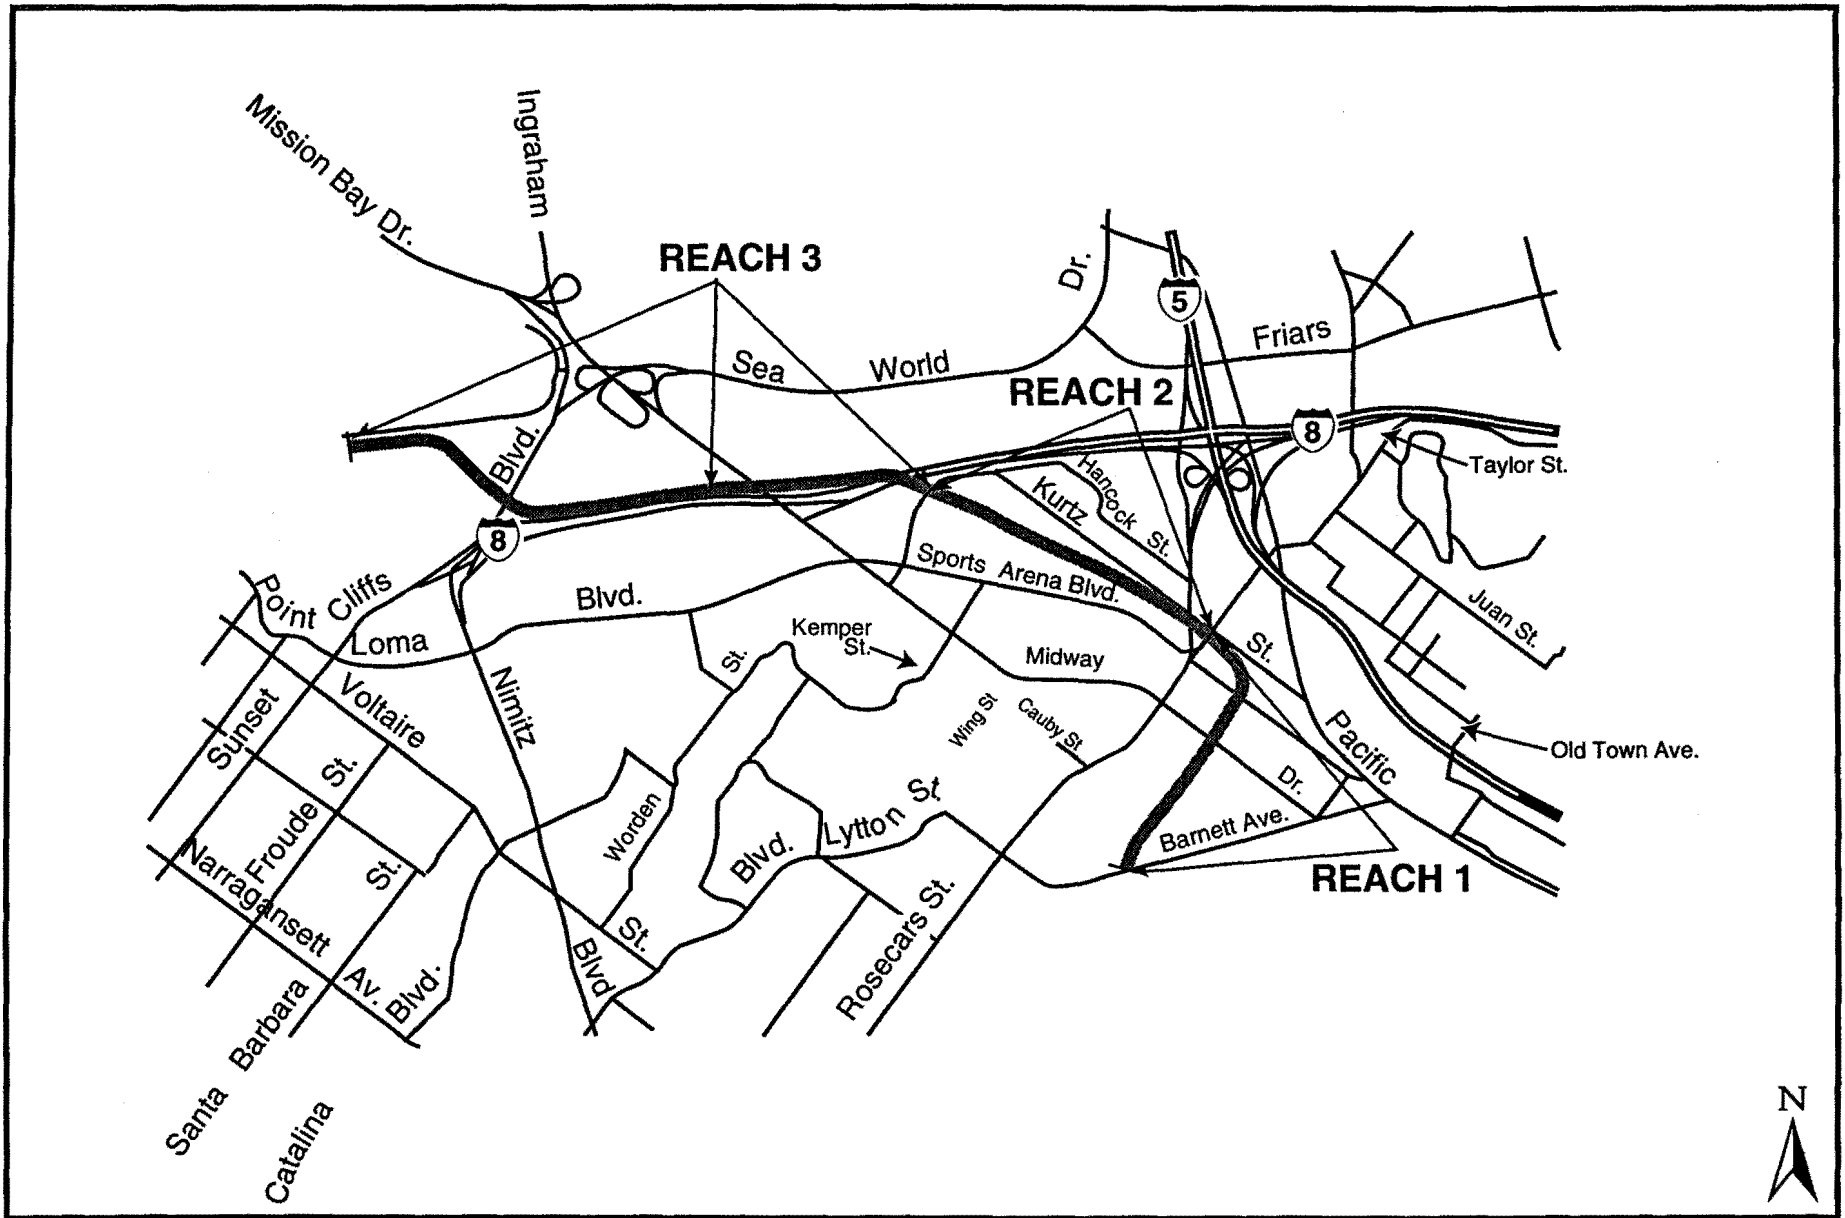 Mission Bay Dr.
Ingraham
REACH 3
Dr.
5
Sea World
Friars
REACH 2
8
Taylor St.
Blvd.
Hancock St.
Kurtz
8
Sports Arena Blvd.
Point
Cliffs
Loma
Blvd.
Juan St.
Kemper
St.
St.
St.
Midway
Nimitz
Voltaire
Sunset
Wing St
Cauby St
Pacific
Old Town Ave.
St.
Froude
Worden
Dr.
Lytton St.
Barnett Ave.
Blvd.
St.
REACH 1
Narragansett
Av.
St.
Rosecars St.
Blvd
Blvd.
Santa Barbara
Catalina
N